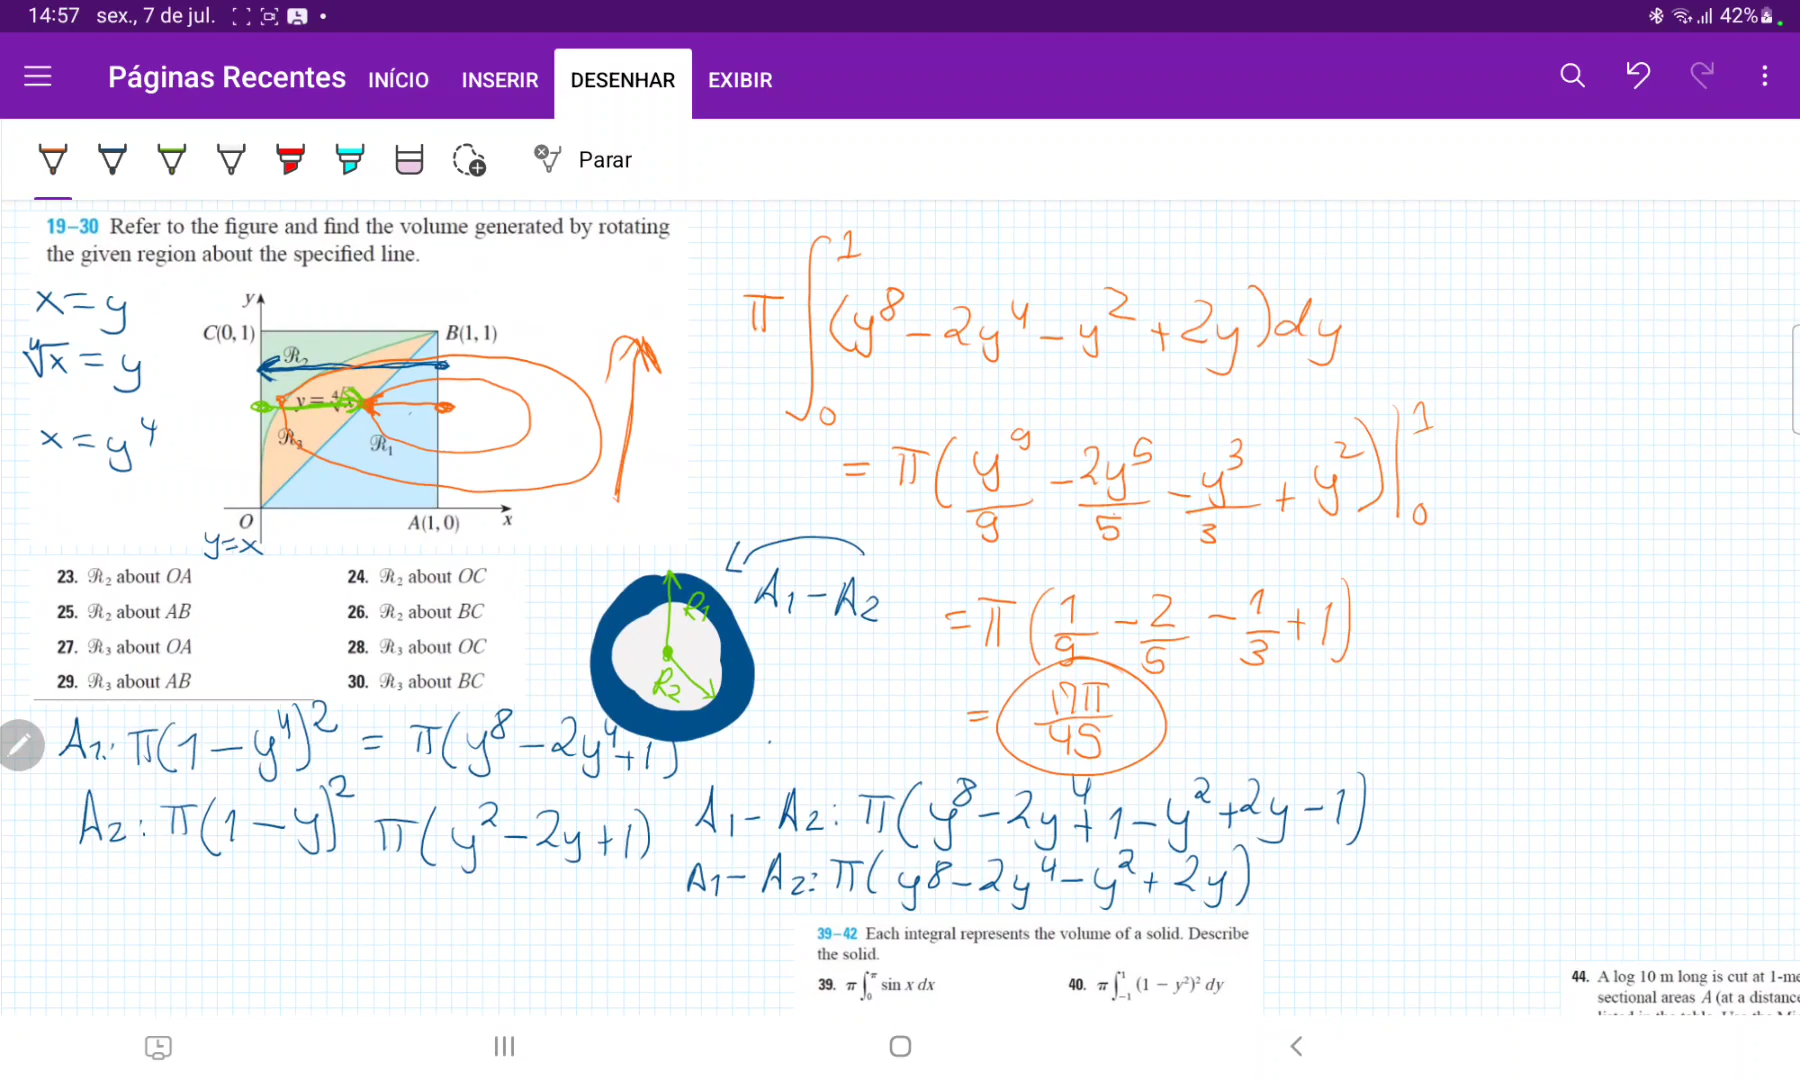 14:57 sex., 7 de jul. 42%
Páginas Recentes INÍCIO INSERIR DESENHAR EXIBIR
Parar
19–30 Refer to the figure and find the volume generated by rotating
the given region about the specified line.
x = y
∜x = y
x = y⁴
y
C(0, 1) B(1, 1)
ℛ₂
y = ∜x
ℛ₃ ℛ₁
O A(1, 0) x
y=x
23. ℛ₂ about OA 24. ℛ₂ about OC
25. ℛ₂ about AB 26. ℛ₂ about BC
27. ℛ₃ about OA 28. ℛ₃ about OC
29. ℛ₃ about AB 30. ℛ₃ about BC
R1
R2
A1 – A2
π ∫₀¹ (y⁸ – 2y⁴ – y² + 2y) dy
= π(y⁹/9 – 2y⁵/5 – y³/3 + y²)|₀¹
= π(1/9 – 2/5 – 1/3 + 1)
= 17π/45
A1: π(1 – y⁴)² = π(y⁸ – 2y⁴ + 1)
A2: π(1 – y)² π(y² – 2y + 1)
A1 – A2: π(y⁸ – 2y⁴ + 1 – y² + 2y – 1)
A1 – A2: π(y8 – 2y⁴ – y² + 2y)
39–42 Each integral represents the volume of a solid. Describe
the solid.
39. π ∫₀^π sin x dx 40. π ∫₋₁¹ (1 – y²)² dy
44. A log 10 m long is cut at 1-me
sectional areas A (at a distance